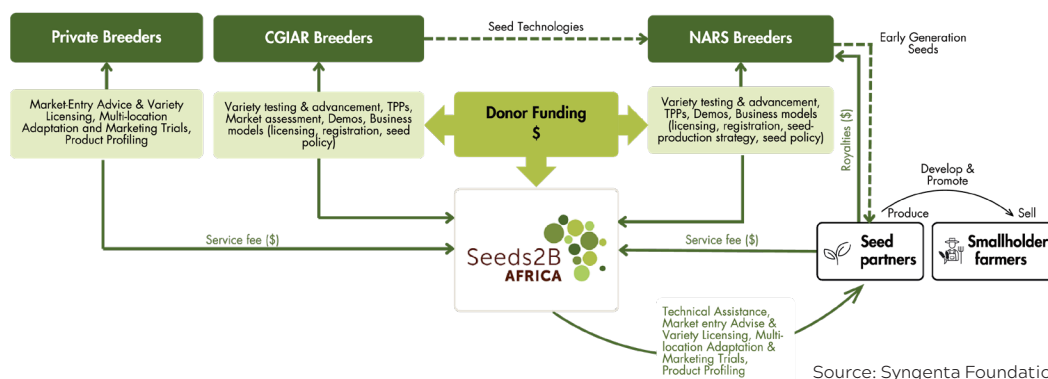 Private Breeders
CGIAR Breeders
Seed Technologies
NARS Breeders
Early Generation
Seeds
Market-Entry Advice & Variety
Licensing, Multi-location
Adaptation and Marketing Trials,
Product Profiling
Variety testing & advancement, TPPs,
Market assessment, Demos, Business
models (licensing, registration, seed
policy)
Donor Funding
$
Variety testing & advancement,
TPPs, Demos, Business models
(licensing, registration, seed-
production strategy, seed policy)
Royalties ($)
Develop &
Promote
Produce
Sell
Service fee ($)
Seeds2B
AFRICA
Service fee ($)
Seed
partners
Smallholder
farmers
Technical Assistance,
Market entry Advise &
Variety Licensing, Multi-
location Adaptation &
Marketing Trials,
Product Profiling
Source: Syngenta Foundatio